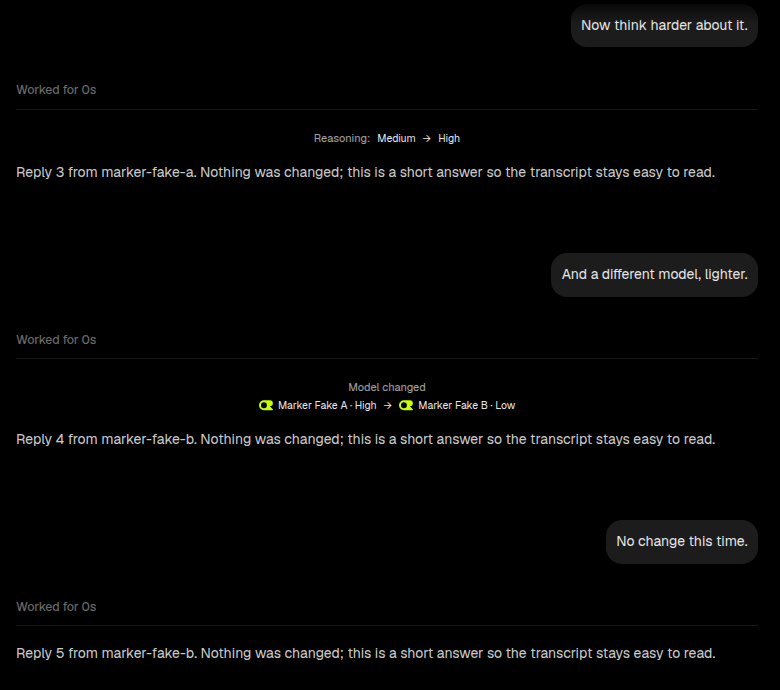 Now think harder about it.
Worked for 0s
Reasoning: Medium → High
Reply 3 from marker-fake-a. Nothing was changed; this is a short answer so the transcript stays easy to read.
And a different model, lighter.
Worked for 0s
Model changed
Marker Fake A · High → Marker Fake B · Low
Reply 4 from marker-fake-b. Nothing was changed; this is a short answer so the transcript stays easy to read.
No change this time.
Worked for 0s
Reply 5 from marker-fake-b. Nothing was changed; this is a short answer so the transcript stays easy to read.